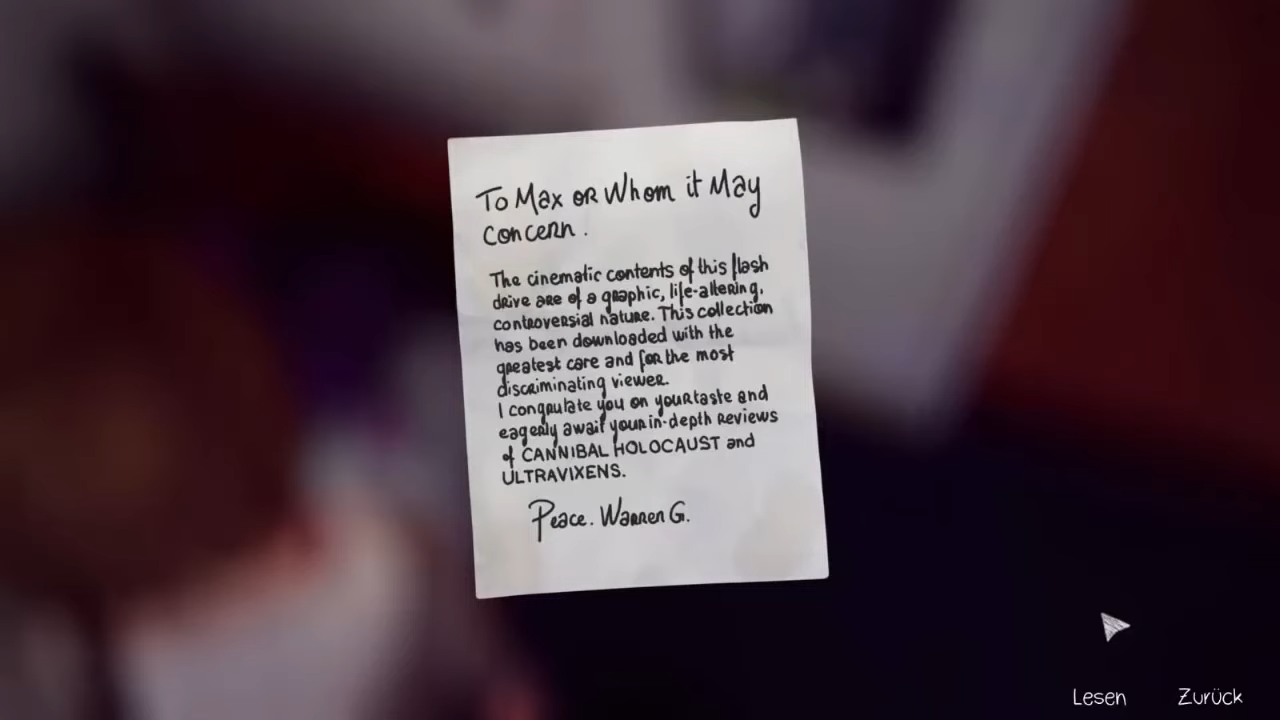 To Max or Whom it May
Concern.
The cinematic contents of this flash
drive are of a graphic, life-altering,
controversial nature. This collection
has been downloaded with the
greatest care and for the most
discriminating viewer.
I congrulate you on your taste and
eagerly await your in-depth reviews
of CANNIBAL HOLOCAUST and
ULTRAVIXENS.
Peace. Warren G.
Lesen Zurück